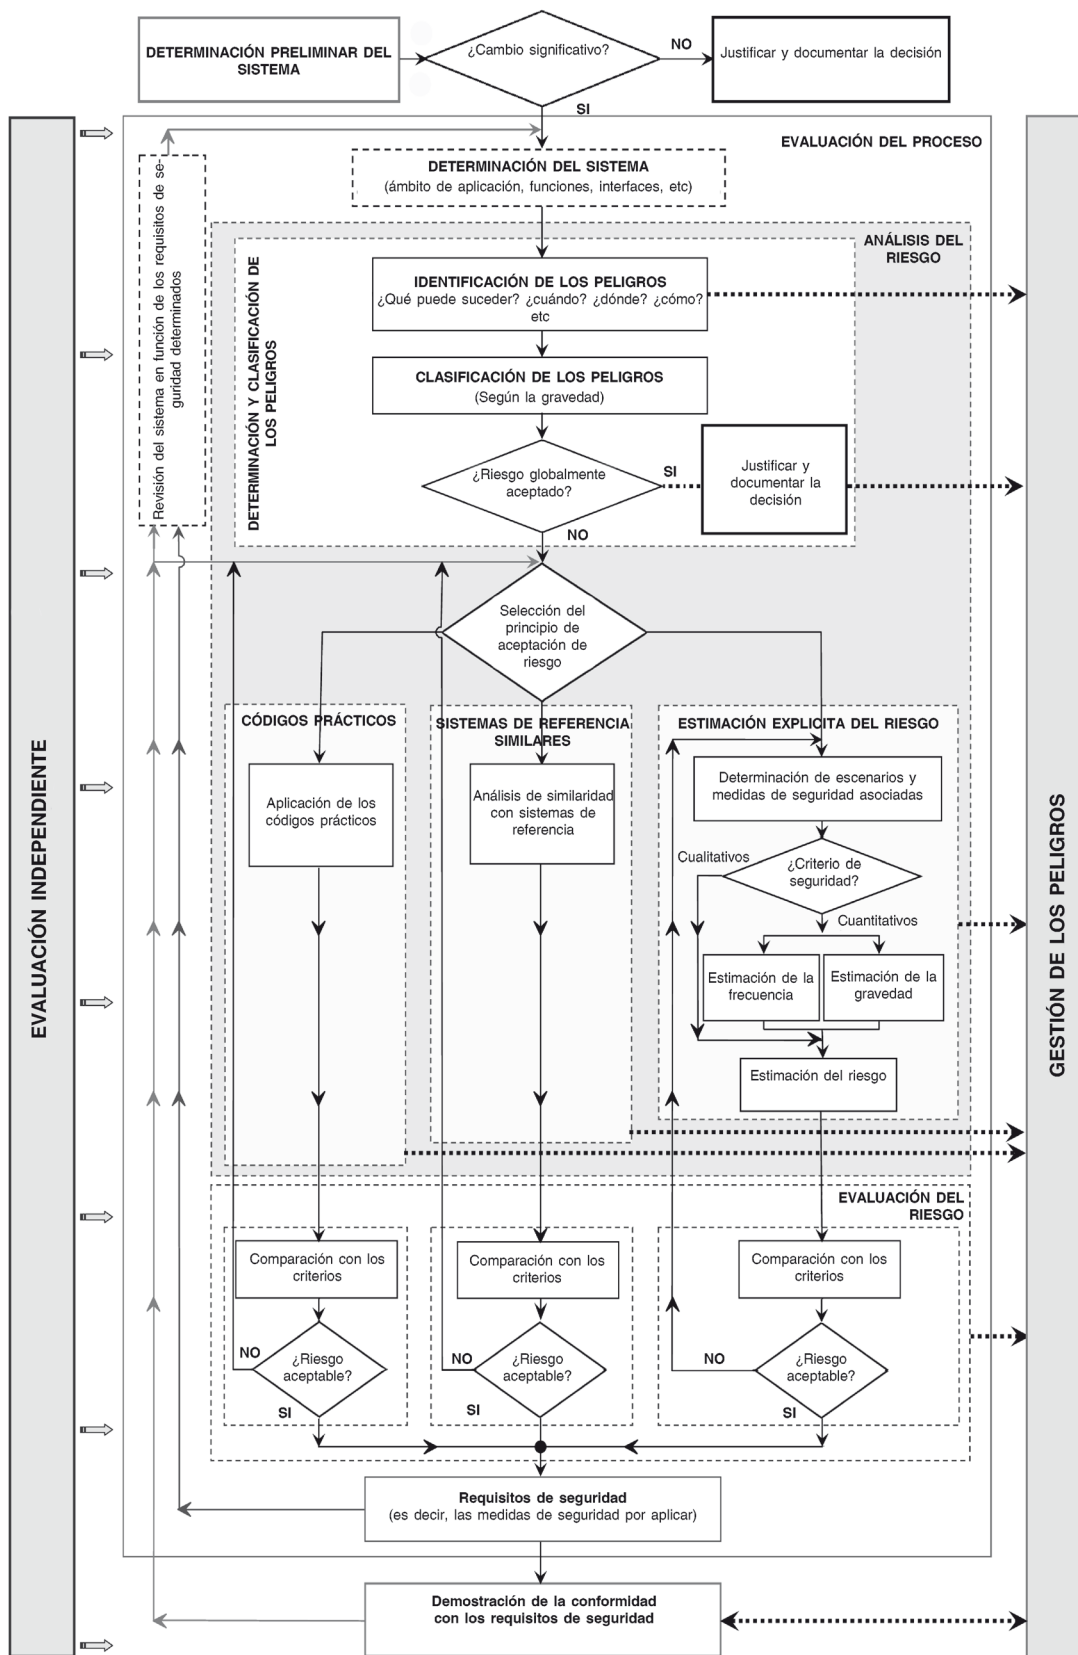 DETERMINACIÓN PRELIMINAR DEL
SISTEMA
¿Cambio significativo?
NO
Justificar y documentar la decisión
SI
EVALUACIÓN DEL PROCESO
DETERMINACIÓN DEL SISTEMA
(ámbito de aplicación, funciones, interfaces, etc)
Revisión del sistema en función de los requisitos de se-
guridad determinados
ANÁLISIS DEL
RIESGO
DETERMINACIÓN Y CLASIFICACIÓN DE
LOS PELIGROS
IDENTIFICACIÓN DE LOS PELIGROS
¿Qué puede suceder? ¿cuándo? ¿dónde? ¿cómo?
etc
CLASIFICACIÓN DE LOS PELIGROS
(Según la gravedad)
¿Riesgo globalmente
aceptado?
SI
Justificar y
documentar la
decisión
NO
Selección del
principio de
aceptación de
riesgo
EVALUACIÓN INDEPENDIENTE
GESTIÓN DE LOS PELIGROS
CÓDIGOS PRÁCTICOS
SISTEMAS DE REFERENCIA
SIMILARES
ESTIMACIÓN EXPLICITA DEL RIESGO
Aplicación de los
códigos prácticos
Análisis de similaridad
con sistemas de
referencia
Determinación de escenarios y
medidas de seguridad asociadas
Cualitativos
¿Criterio de
seguridad?
Cuantitativos
Estimación de la
frecuencia
Estimación de la
gravedad
Estimación del riesgo
EVALUACIÓN DEL
RIESGO
Comparación con los
criterios
Comparación con los
criterios
Comparación con los
criterios
NO
¿Riesgo
aceptable?
SI
NO
¿Riesgo
aceptable?
SI
NO
¿Riesgo
aceptable?
SI
Requisitos de seguridad
(es decir, las medidas de seguridad por aplicar)
Demostración de la conformidad
con los requisitos de seguridad